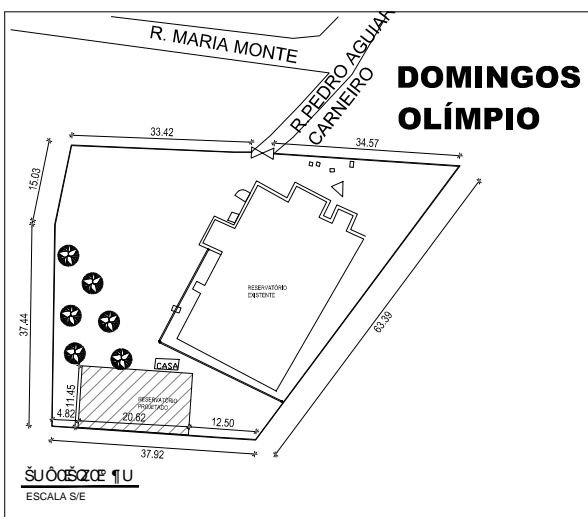 R. MARIA MONTE
R.PEDRO AGUIAR
CARNEIRO
DOMINGOS
OLÍMPIO
33.42
34.57
15.03
37.44
63.39
RESERVATÓRIO
EXISTENTE
CASA
11.45
RESERVATÓRIO
PROJETADO
4.82
20.62
12.50
37.92
ESCALA S/E